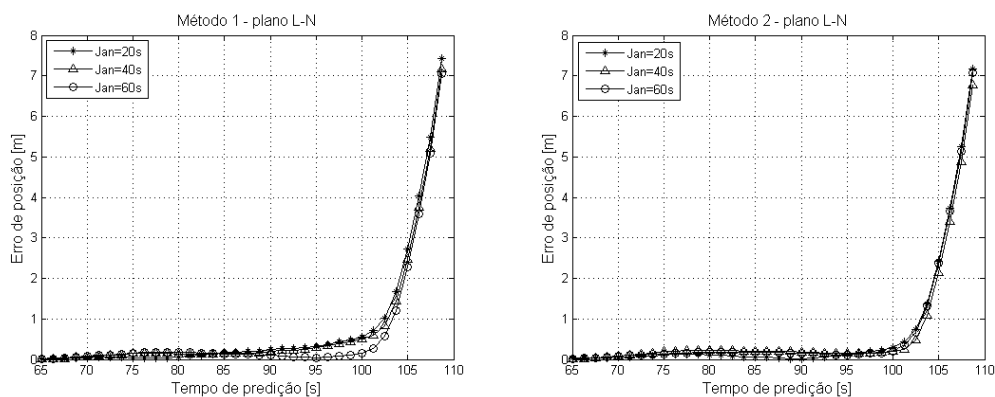 Método 1 - plano L-N
Jan=20s
Jan=40s
Jan=60s
Erro de posição [m]
8
7
6
5
4
3
2
1
0
65 70 75 80 85 90 95 100 105 110
Tempo de predição [s]
Método 2 - plano L-N
Jan=20s
Jan=40s
Jan=60s
Erro de posição [m]
8
7
6
5
4
3
2
1
0
65 70 75 80 85 90 95 100 105 110
Tempo de predição [s]